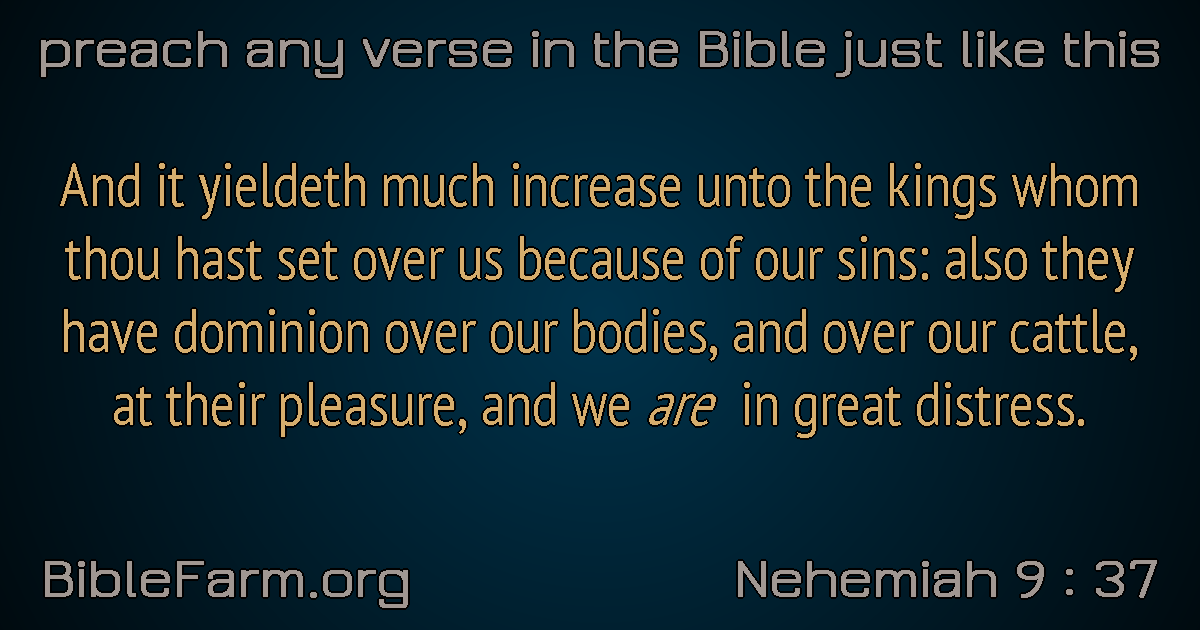 preach any verse in the Bible just like this
And it yieldeth much increase unto the kings whom
thou hast set over us because of our sins: also they
have dominion over our bodies, and over our cattle,
at their pleasure, and we are in great distress.
BibleFarm.org
Nehemiah 9 : 37